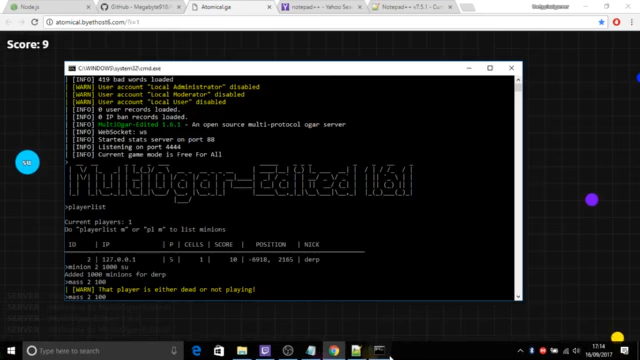 Node.js
GitHub - Megabyte918/
Atomical.ga
notepad++ - Yahoo Sea
Notepad++ v7.5.1 - Cur
atomical.byethost6.com/?i=1
Score: 9
C:\WINDOWS\system32\cmd.exe
[INFO] 419 bad words loaded
[WARN] User account "Local Administrator" disabled
[WARN] User account "Local Moderator" disabled
[WARN] User account "Local User" disabled
[INFO] 0 user records loaded.
[INFO] 0 IP ban records loaded.
[INFO] MultiOgar-Edited 1.6.1 - An open source multi-protocol ogar server
[INFO] WebSocket: ws
[INFO] Started stats server on port 88
[INFO] Listening on port 4444
[INFO] Current game mode is Free For All
>
MultiOgar-Edited
>playerlist
Current players: 1
Do "playerlist m" or "pl m" to list minions
ID | IP | P | CELLS | SCORE | POSITION | NICK
2 | 127.0.0.1 | S | 1 | 10 | -6918, 2165 | derp
>minion 2 1000 su
Added 1000 minions for derp
>mass 2 100
[WARN] That player is either dead or not playing!
>mass 2 100
su
Type here to search
17:14
16/09/2017